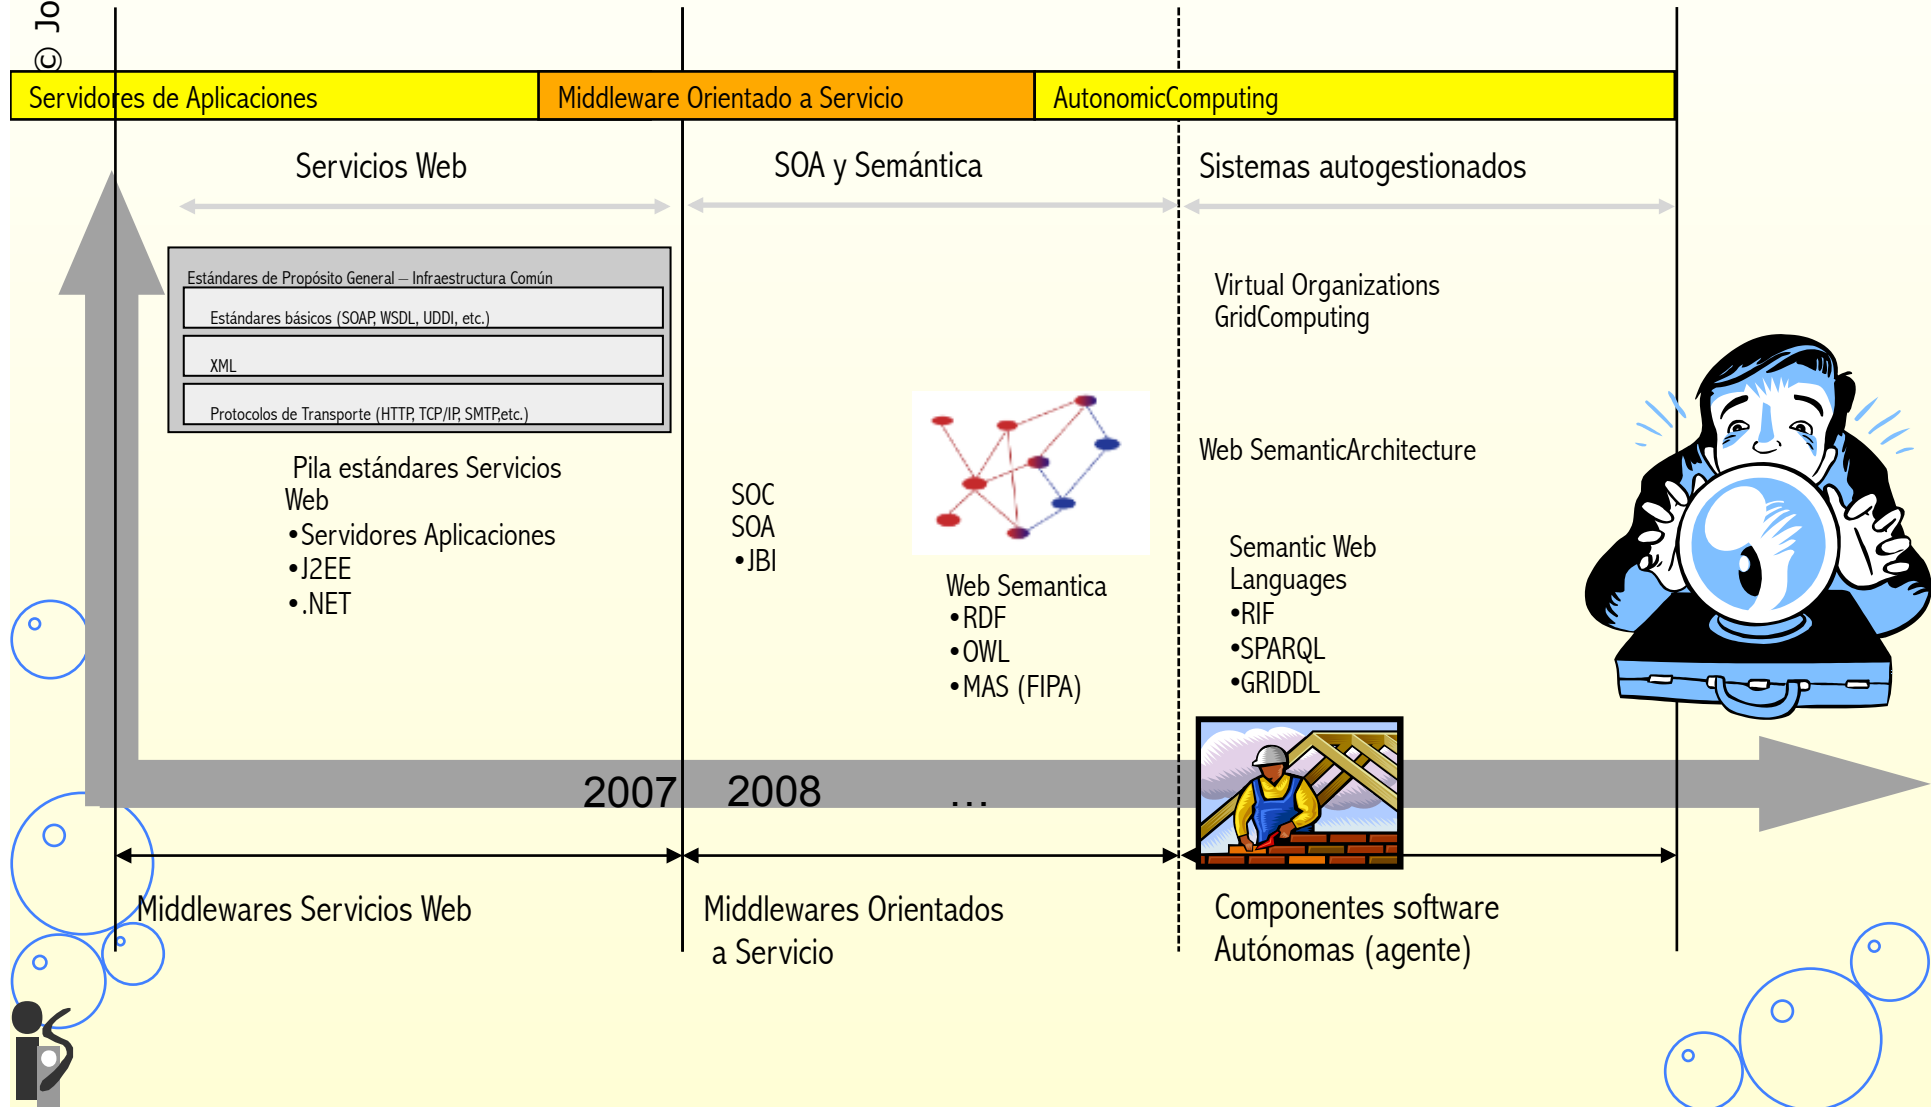 © Jo
Servidores de Aplicaciones
Middleware Orientado a Servicio
AutonomicComputing
Servicios Web
SOA y Semántica
Sistemas autogestionados
Estándares de Propósito General – Infraestructura Común
Estándares básicos (SOAP, WSDL, UDDI, etc.)
XML
Protocolos de Transporte (HTTP, TCP/IP, SMTP,etc.)
Pila estándares Servicios
Web
•Servidores Aplicaciones
•J2EE
•.NET
SOC
SOA
•JBI
Web Semantica
•RDF
•OWL
•MAS (FIPA)
Virtual Organizations
GridComputing
Web SemanticArchitecture
Semantic Web
Languages
•RIF
•SPARQL
•GRIDDL
2007
2008
...
Middlewares Servicios Web
Middlewares Orientados
a Servicio
Componentes software
Autónomas (agente)